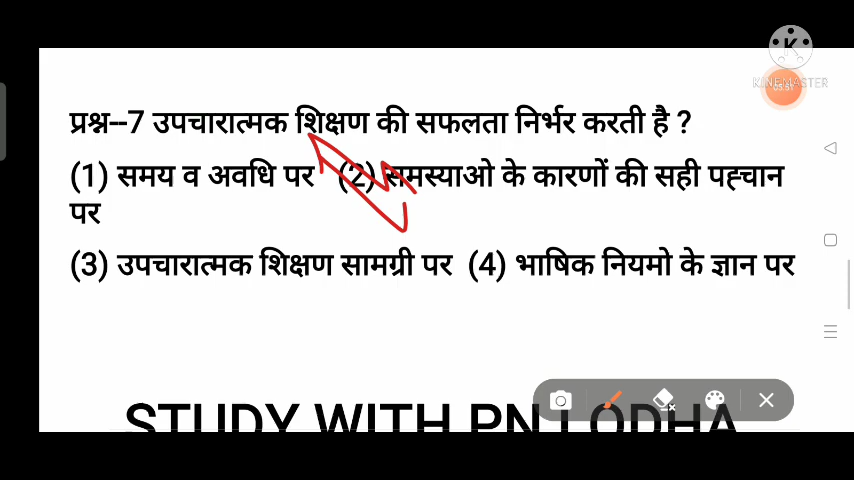 KINEMASTER
प्रश्न--7 उपचारात्मक शिक्षण की सफलता निर्भर करती है ?
(1) समय व अवधि पर (2) समस्याओ के कारणों की सही पह्चान
पर
(3) उपचारात्मक शिक्षण सामग्री पर (4) भाषिक नियमो के ज्ञान पर
STUDY WITH PN LODHA